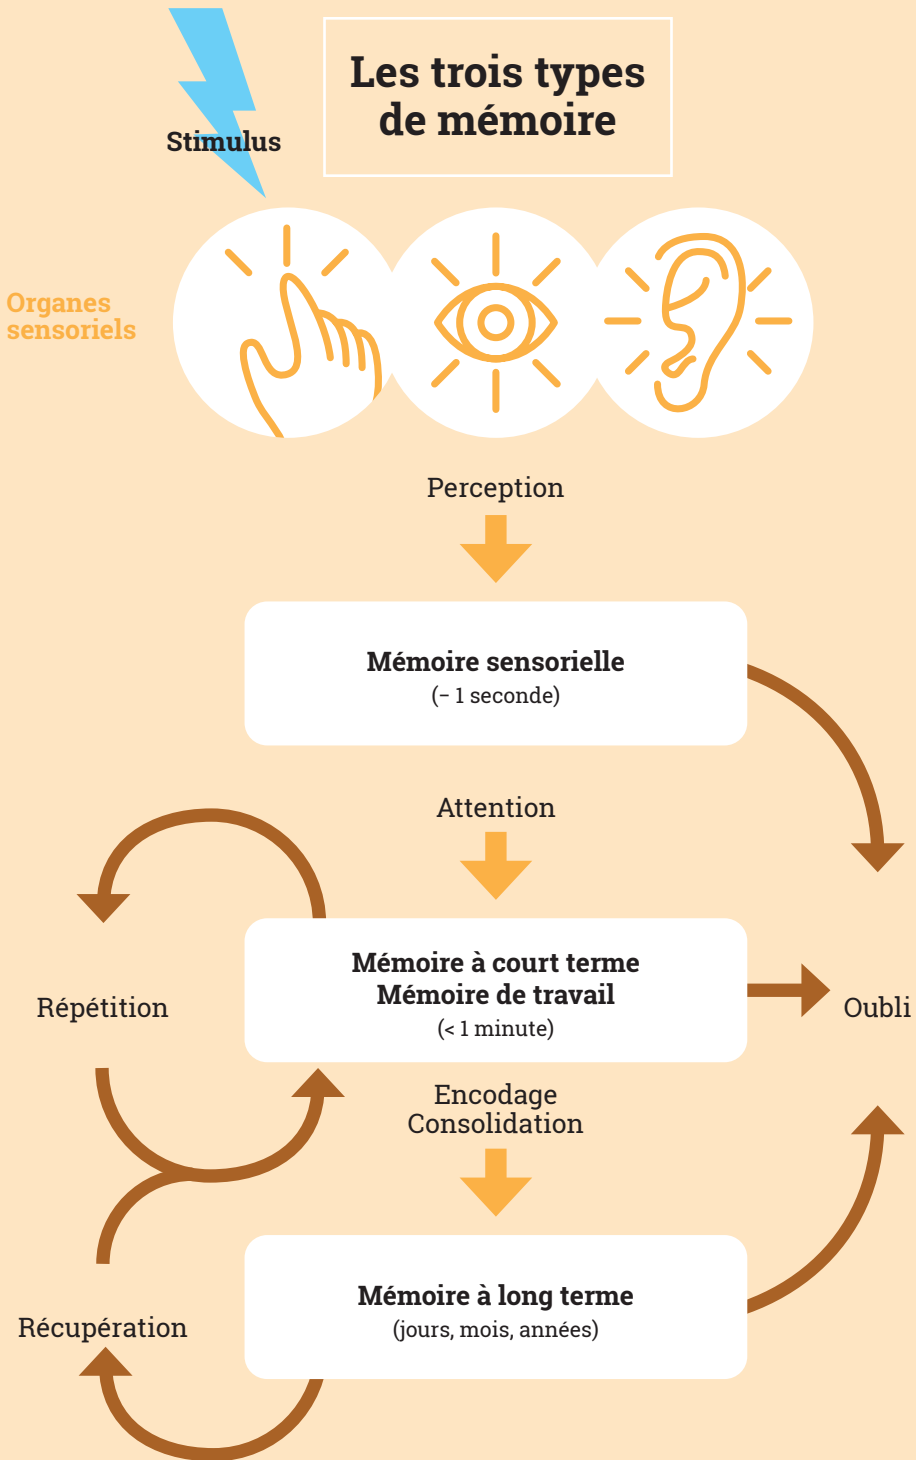 Les trois types
de mémoire
Stimulus
Organes
sensoriels
Perception
Mémoire sensorielle
(– 1 seconde)
Attention
Mémoire à court terme
Mémoire de travail
(< 1 minute)
Répétition
Oubli
Encodage
Consolidation
Mémoire à long terme
(jours, mois, années)
Récupération